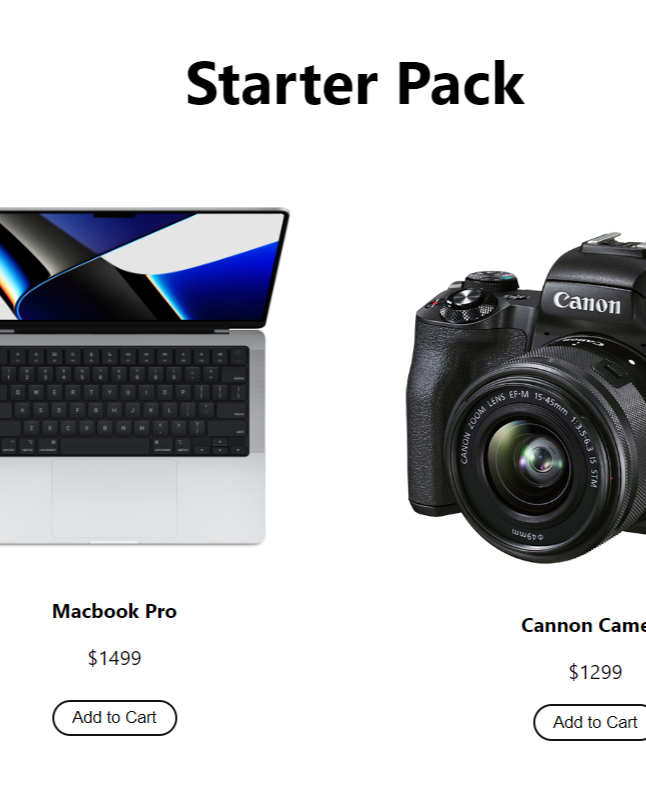 Starter Pack
Canon
Canon
CANON ZOOM LENS EF-M 15-45mm 1:3.5-6.3 IS STM
⌀49mm
Macbook Pro
Cannon Came
$1499
$1299
Add to Cart
Add to Cart